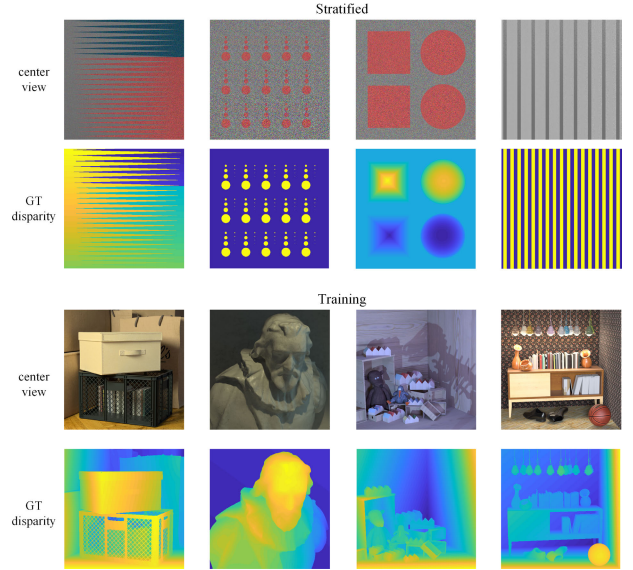 Stratified
center
view
GT
disparity
Training
center
view
GT
disparity